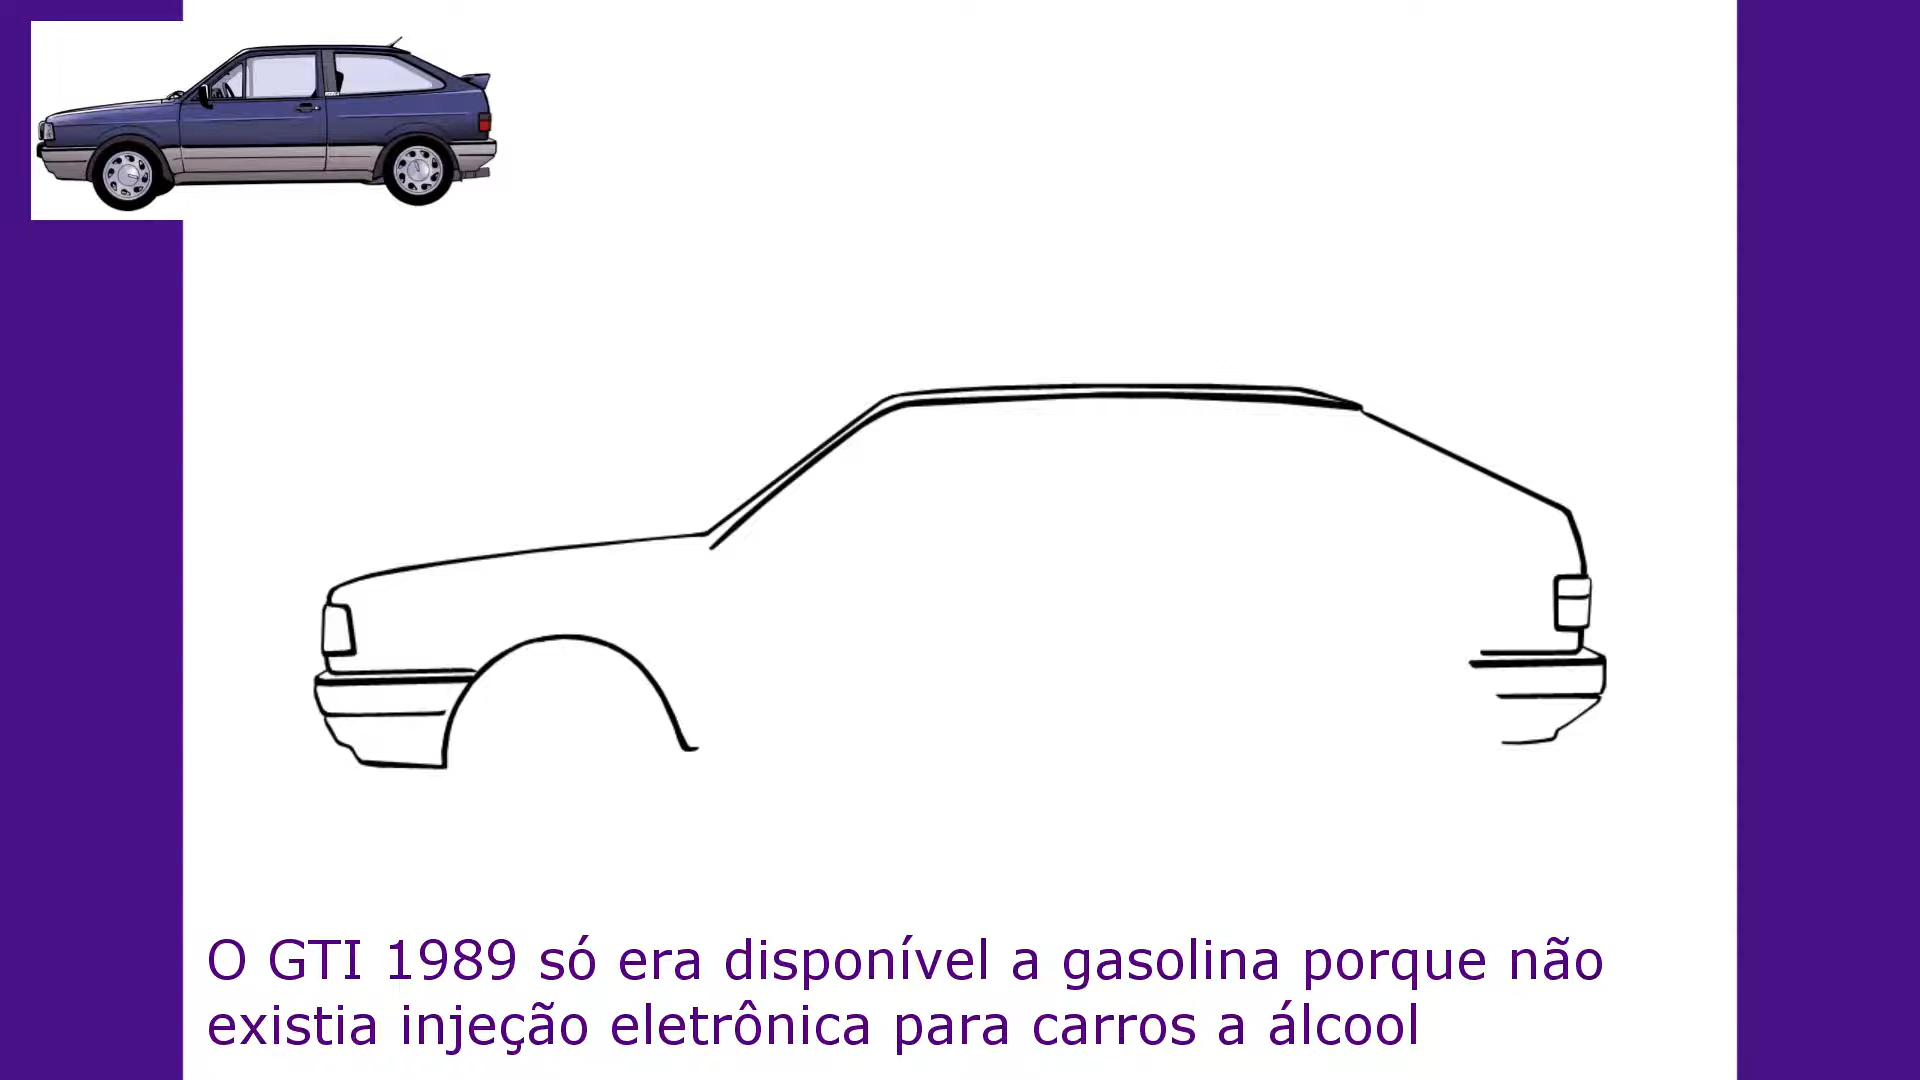 O GTI 1989 só era disponível a gasolina porque não
existia injeção eletrônica para carros a álcool